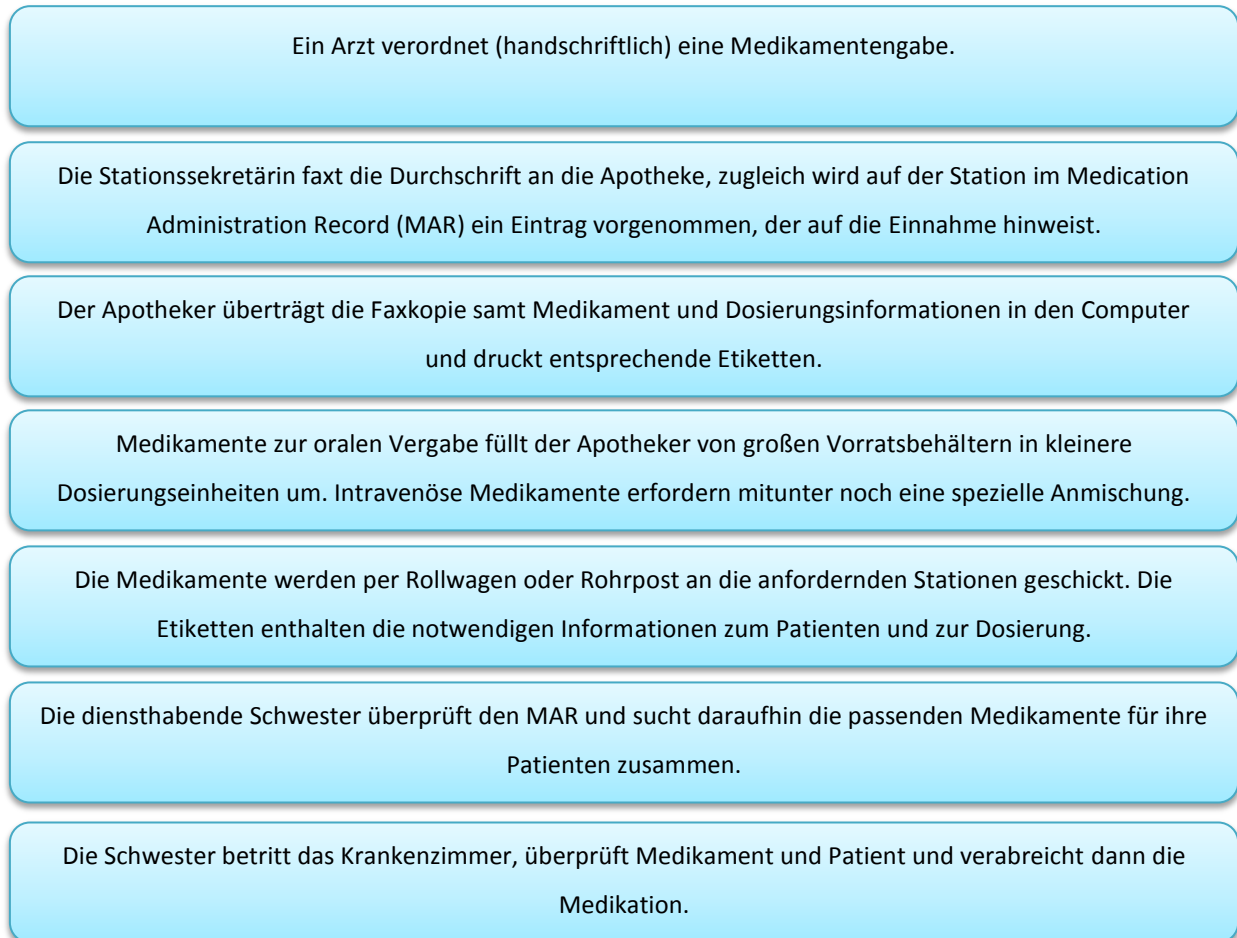 Ein Arzt verordnet (handschriftlich) eine Medikamentengabe.
Die Stationssekretärin faxt die Durchschrift an die Apotheke, zugleich wird auf der Station im Medication
Administration Record (MAR) ein Eintrag vorgenommen, der auf die Einnahme hinweist.
Der Apotheker überträgt die Faxkopie samt Medikament und Dosierungsinformationen in den Computer
und druckt entsprechende Etiketten.
Medikamente zur oralen Vergabe füllt der Apotheker von großen Vorratsbehältern in kleinere
Dosierungseinheiten um. Intravenöse Medikamente erfordern mitunter noch eine spezielle Anmischung.
Die Medikamente werden per Rollwagen oder Rohrpost an die anfordernden Stationen geschickt. Die
Etiketten enthalten die notwendigen Informationen zum Patienten und zur Dosierung.
Die diensthabende Schwester überprüft den MAR und sucht daraufhin die passenden Medikamente für ihre
Patienten zusammen.
Die Schwester betritt das Krankenzimmer, überprüft Medikament und Patient und verabreicht dann die
Medikation.